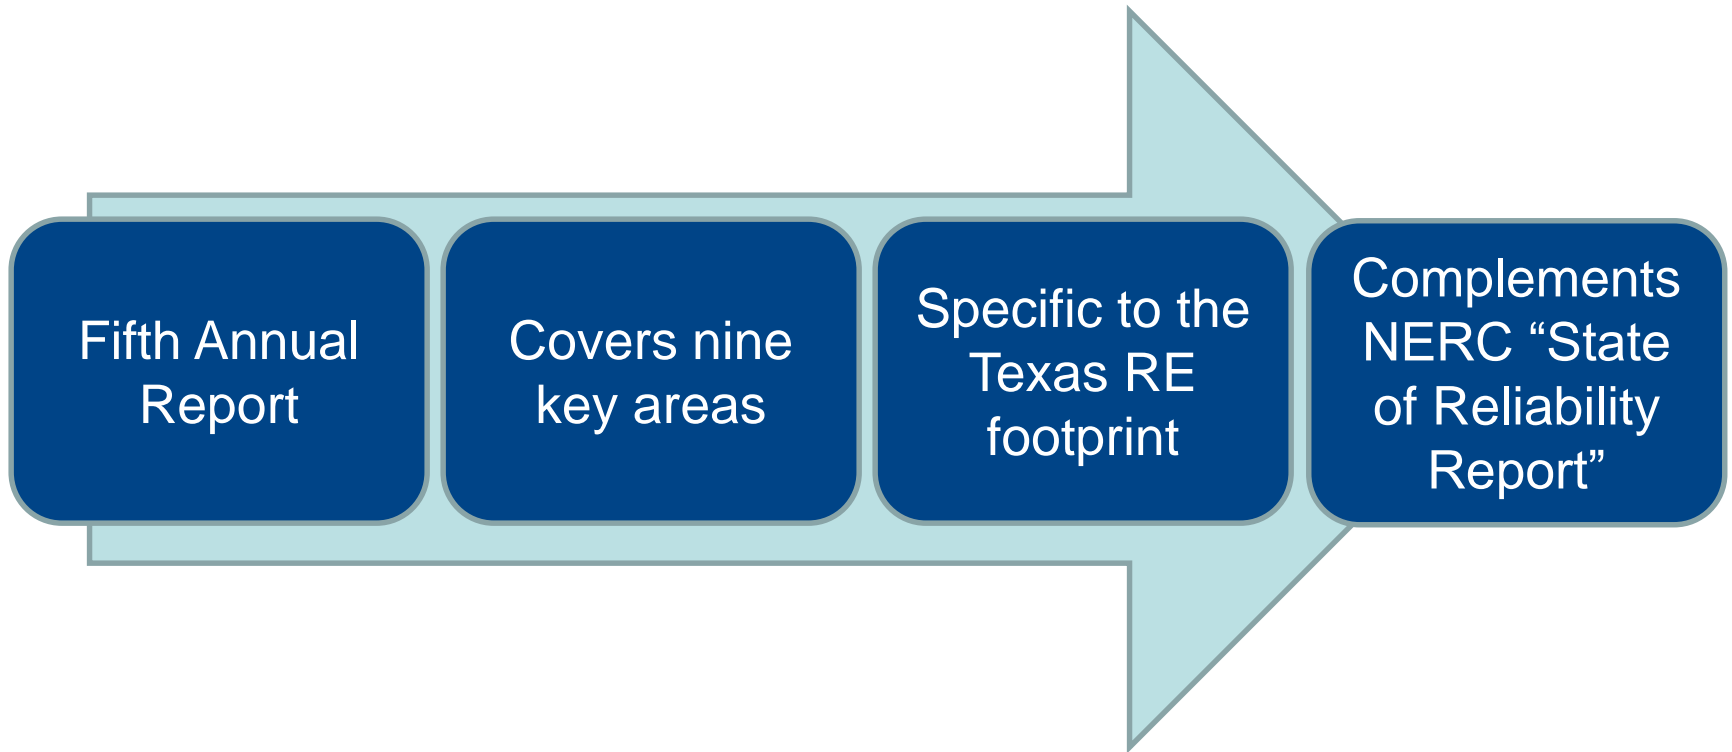 Fifth Annual
Report
Covers nine
key areas
Specific to the
Texas RE
footprint
Complements
NERC “State
of Reliability
Report”